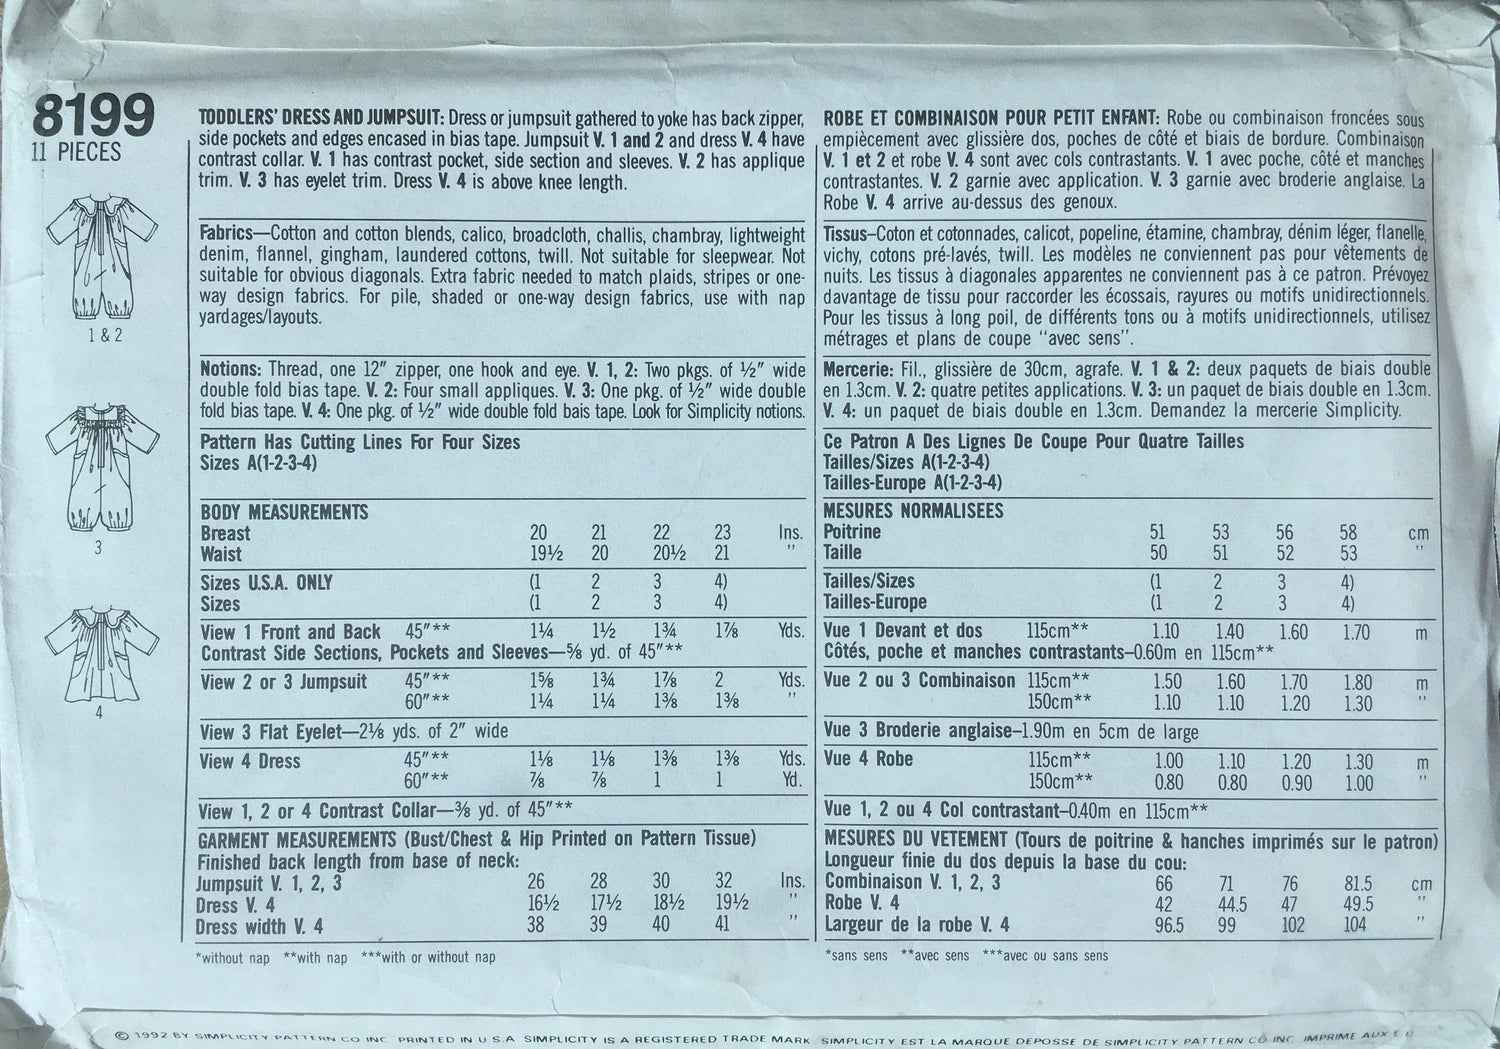 8199
11 PIECES
1 & 2
3
4
TODDLERS' DRESS AND JUMPSUIT: Dress or jumpsuit gathered to yoke has back zipper,
side pockets and edges encased in bias tape. Jumpsuit V. 1 and 2 and dress V. 4 have
contrast collar. V. 1 has contrast pocket, side section and sleeves. V. 2 has applique
trim. V. 3 has eyelet trim. Dress V. 4 is above knee length.
Fabrics—Cotton and cotton blends, calico, broadcloth, challis, chambray, lightweight
denim, flannel, gingham, laundered cottons, twill. Not suitable for sleepwear. Not
suitable for obvious diagonals. Extra fabric needed to match plaids, stripes or one-
way design fabrics. For pile, shaded or one-way design fabrics, use with nap
yardages/layouts.
Notions: Thread, one 12" zipper, one hook and eye. V. 1, 2: Two pkgs. of ½" wide
double fold bias tape. V. 2: Four small appliques. V. 3: One pkg. of ½" wide double
fold bias tape. V. 4: One pkg. of ½" wide double fold bais tape. Look for Simplicity notions.
Pattern Has Cutting Lines For Four Sizes
Sizes A(1-2-3-4)
BODY MEASUREMENTS
Breast 20 21 22 23 Ins.
Waist 19½ 20 20½ 21 "
Sizes U.S.A. ONLY (1 2 3 4)
Sizes (1 2 3 4)
View 1 Front and Back 45"** 1¼ 1½ 1¾ 1⅞ Yds.
Contrast Side Sections, Pockets and Sleeves—⅝ yd. of 45"**
View 2 or 3 Jumpsuit 45"** 1⅝ 1¾ 1⅞ 2 Yds.
60"** 1¼ 1¼ 1⅜ 1⅜ "
View 3 Flat Eyelet—2⅛ yds. of 2" wide
View 4 Dress 45"** 1⅛ 1⅛ 1⅜ 1⅜ Yds.
60"** ⅞ ⅞ 1 1 Yd.
View 1, 2 or 4 Contrast Collar—⅜ yd. of 45"**
GARMENT MEASUREMENTS (Bust/Chest & Hip Printed on Pattern Tissue)
Finished back length from base of neck:
Jumpsuit V. 1, 2, 3 26 28 30 32 Ins.
Dress V. 4 16½ 17½ 18½ 19½ "
Dress width V. 4 38 39 40 41 "
*without nap **with nap ***with or without nap
ROBE ET COMBINAISON POUR PETIT ENFANT: Robe ou combinaison froncées sous
empiècement avec glissière dos, poches de côté et biais de bordure. Combinaison
V. 1 et 2 et robe V. 4 sont avec cols contrastants. V. 1 avec poche, côté et manches
contrastantes. V. 2 garnie avec application. V. 3 garnie avec broderie anglaise. La
Robe V. 4 arrive au-dessus des genoux.
Tissus–Coton et cotonnades, calicot, popeline, étamine, chambray, dénim léger, flanelle,
vichy, cotons pré-lavés, twill. Les modèles ne conviennent pas pour vêtements de
nuits. Les tissus à diagonales apparentes ne conviennent pas à ce patron. Prévoyez
davantage de tissu pour raccorder les écossais, rayures ou motifs unidirectionnels.
Pour les tissus à long poil, de différents tons ou à motifs unidirectionnels, utilisez
métrages et plans de coupe "avec sens".
Mercerie: Fil., glissière de 30cm, agrafe. V. 1 & 2: deux paquets de biais double
en 1.3cm. V. 2: quatre petites applications. V. 3: un paquet de biais double en 1.3cm.
V. 4: un paquet de biais double en 1.3cm. Demandez la mercerie Simplicity.
Ce Patron A Des Lignes De Coupe Pour Quatre Tailles
Tailles/Sizes A(1-2-3-4)
Tailles-Europe A(1-2-3-4)
MESURES NORMALISEES
Poitrine 51 53 56 58 cm
Taille 50 51 52 53 "
Tailles/Sizes (1 2 3 4)
Tailles-Europe (1 2 3 4)
Vue 1 Devant et dos 115cm** 1.10 1.40 1.60 1.70 m
Côtés, poche et manches contrastants–0.60m en 115cm**
Vue 2 ou 3 Combinaison 115cm** 1.50 1.60 1.70 1.80 m
150cm** 1.10 1.10 1.20 1.30 "
Vue 3 Broderie anglaise–1.90m en 5cm de large
Vue 4 Robe 115cm** 1.00 1.10 1.20 1.30 m
150cm** 0.80 0.80 0.90 1.00 "
Vue 1, 2 ou 4 Col contrastant–0.40m en 115cm**
MESURES DU VETEMENT (Tours de poitrine & hanches imprimés sur le patron)
Longueur finie du dos depuis la base du cou:
Combinaison V. 1, 2, 3 66 71 76 81.5 cm
Robe V. 4 42 44.5 47 49.5 "
Largeur de la robe V. 4 96.5 99 102 104 "
*sans sens **avec sens ***avec ou sans sens
© 1992 BY SIMPLICITY PATTERN CO INC PRINTED IN U S A SIMPLICITY IS A REGISTERED TRADE MARK SIMPLICITY EST LA MARQUE DEPOSSE DE SIMPLICITY PATTERN CO INC IMPRIME AUX E U